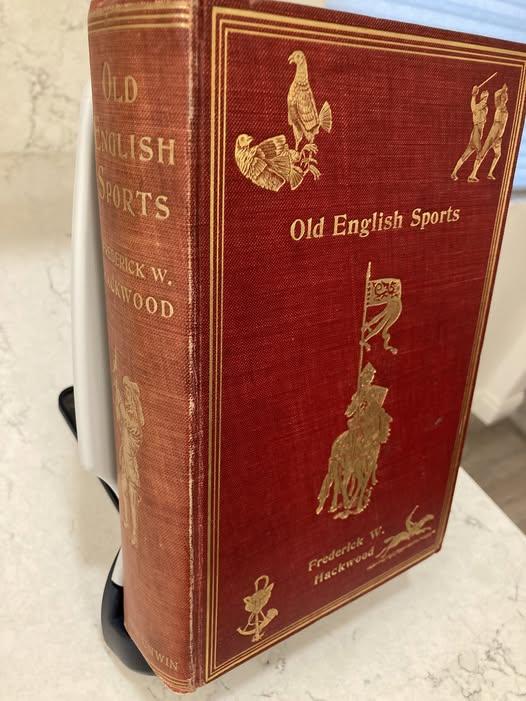 OLD
ENGLISH
SPORTS
FREDERICK W.
HACKWOOD
Old English Sports
Frederick W.
Hackwood